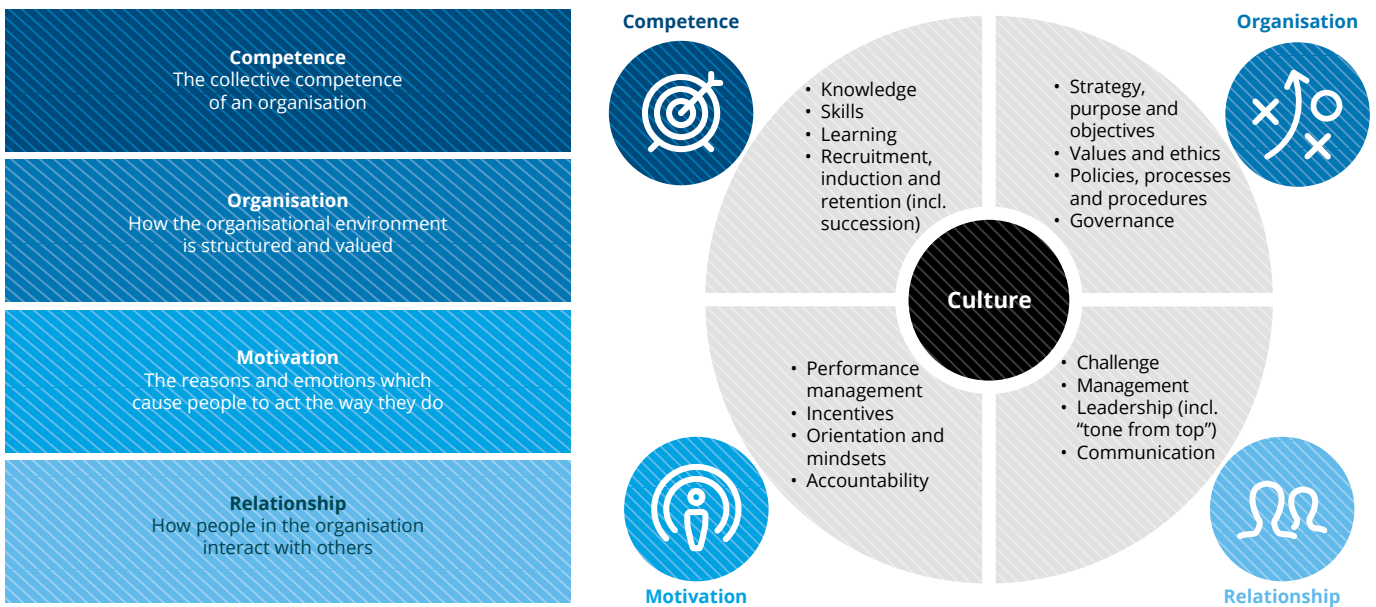 Competence
The collective competence
of an organisation
Organisation
How the organisational environment
is structured and valued
Motivation
The reasons and emotions which
cause people to act the way they do
Relationship
How people in the organisation
interact with others
Competence
• Knowledge
• Skills
• Learning
• Recruitment,
induction and
retention (incl.
succession)
Organisation
• Strategy,
purpose and
objectives
• Values and ethics
• Policies, processes
and procedures
• Governance
Culture
• Performance
management
• Incentives
• Orientation and
mindsets
• Accountability
Motivation
• Challenge
• Management
• Leadership (incl.
“tone from top”)
• Communication
Relationship